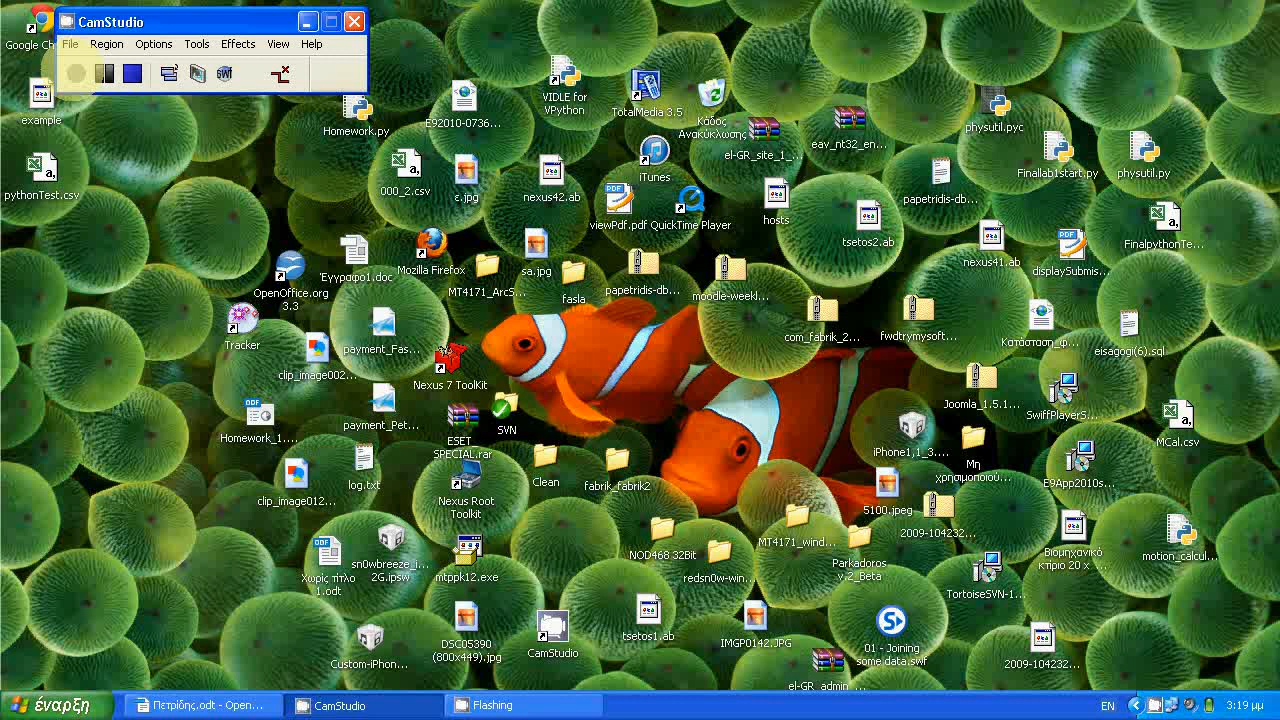 CamStudio
File Region Options Tools Effects View Help
Google Ch
example
pythonTest.csv
Homework.py
E92010-0736...
VIDLE for
VPython
TotalMedia 3.5
Κάδος
Ανακύκλωσης
el-GR_site_1_...
eav_nt32_en...
physutil.pyc
Finallab1start.py
physutil.py
000_2.csv
ε.jpg
nexus42.ab
iTunes
viewPdf.pdf
QuickTime Player
hosts
tsetos2.ab
papetridis-db...
nexus41.ab
displaySubmis...
FinalpythonTe...
OpenOffice.org
3.3
Έγγραφο1.doc
Mozilla Firefox
MT4171_ArcS...
sa.jpg
fasla
papetridis-db...
moodle-weekl...
com_fabrik_2...
fwdtrymysoft...
Κατάσταση_φ...
eisagogi(6).sql
Tracker
clip_image002...
payment_Fas...
Nexus 7 ToolKit
Joomla_1.5.1...
SwiffPlayerS...
MCal.csv
Homework_1....
payment_Pet...
ESET
SPECIAL.rar
SVN
iPhone1,1_3....
Μη
χρησιμοποιού...
clip_image012...
log.txt
Nexus Root
Toolkit
Clean
fabrik_fabrik2
5100.jpeg
2009-104232...
E9App2010s...
Χωρίς τίτλο
1.odt
sn0wbreeze_i...
2G.ipsw
mtppk12.exe
NOD468 32Bit
redsn0w-win...
MT4171_wind...
Parkadoros
v.2_Beta
TortoiseSVN-1...
Βιομηχανικό
κτιριο 20 x ...
motion_calcul...
Custom-iPhon...
DSC05390
(800x449).jpg
CamStudio
tsetos1.ab
IMGP0142.JPG
el-GR_admin_...
01 - Joining
some data.swf
2009-104232...
έναρξη
Πετρίδης.odt - Open...
CamStudio
Flashing
EN
3:19 μμ